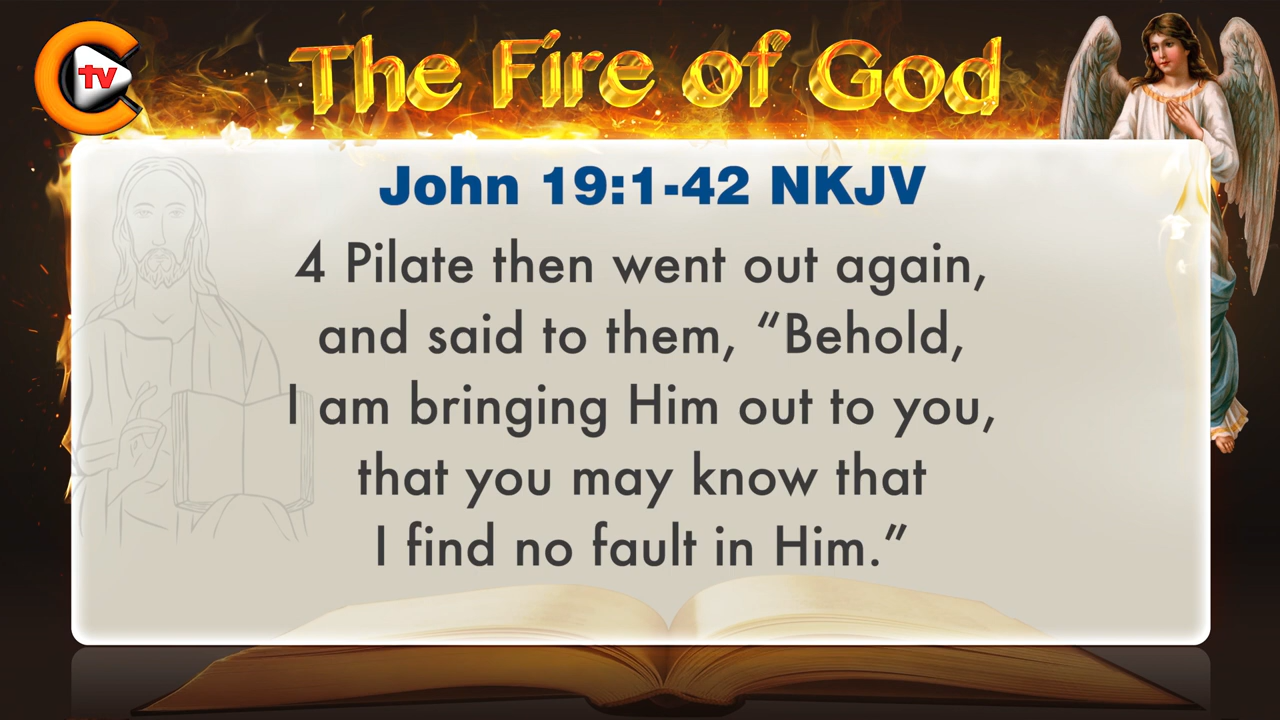 tv
The Fire of God
John 19:1-42 NKJV
4 Pilate then went out again,
and said to them, “Behold,
I am bringing Him out to you,
that you may know that
I find no fault in Him.”